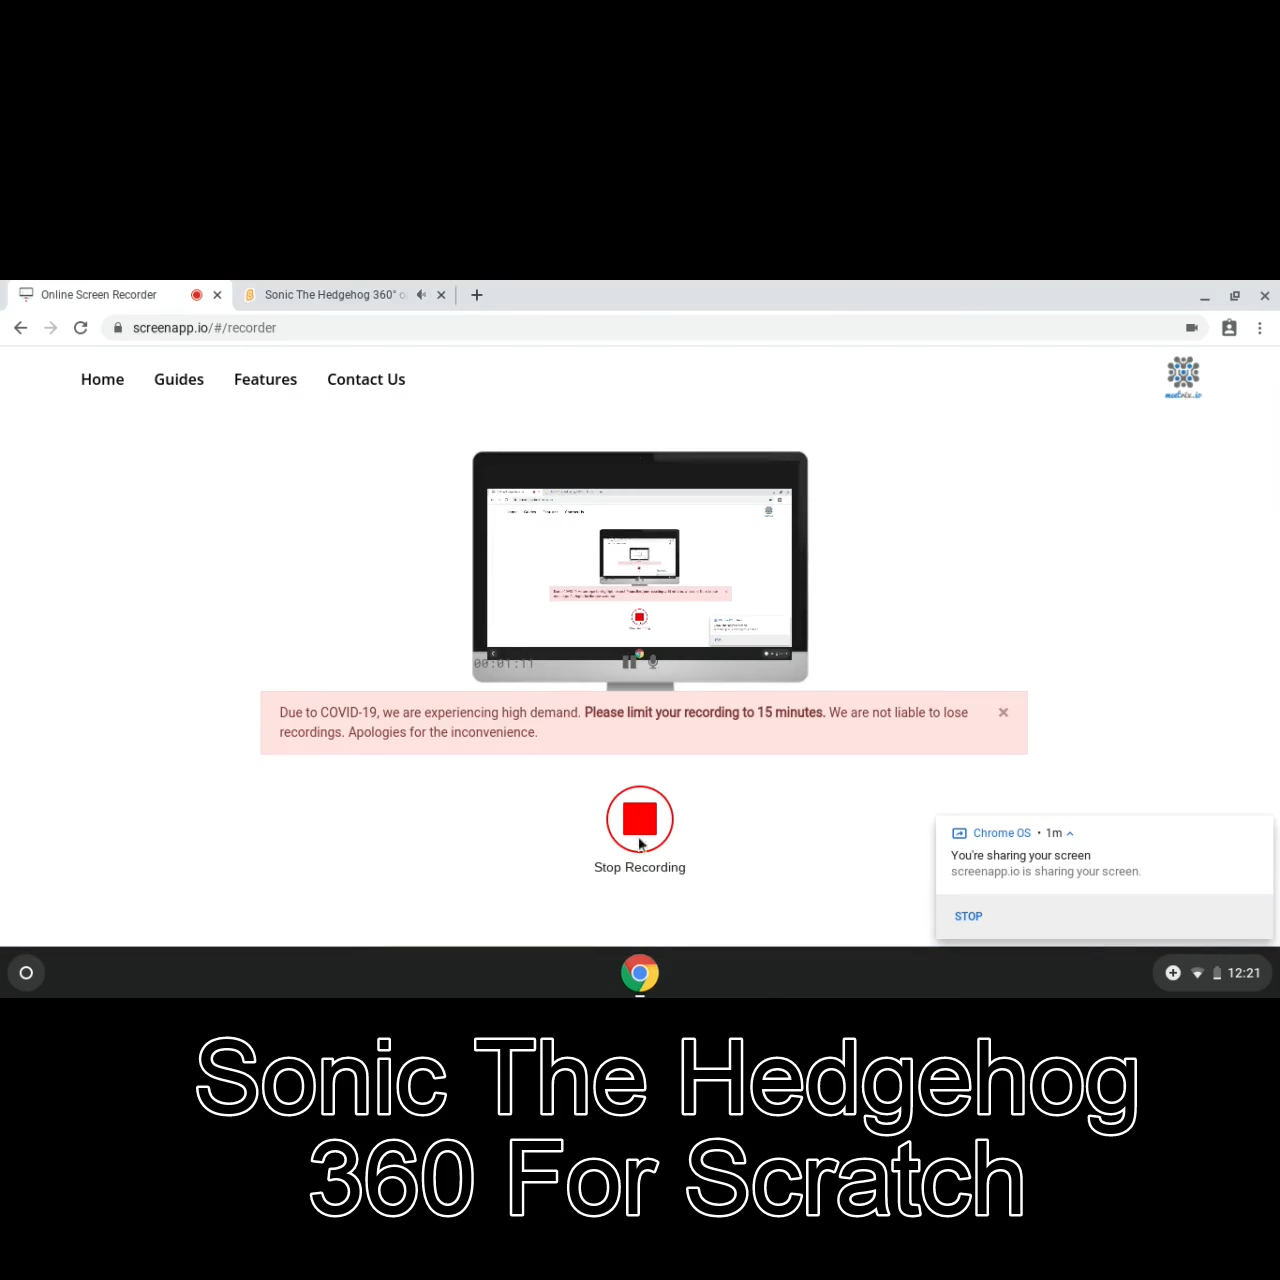 Online Screen Recorder
Sonic The Hedgehog 360° o
screenapp.io/#/recorder
Home Guides Features Contact Us
00:01:11
Due to COVID-19, we are experiencing high demand. Please limit your recording to 15 minutes. We are not liable to lose
recordings. Apologies for the inconvenience.
Stop Recording
Chrome OS • 1m
You're sharing your screen
screenapp.io is sharing your screen.
STOP
12:21
Sonic The Hedgehog
360 For Scratch